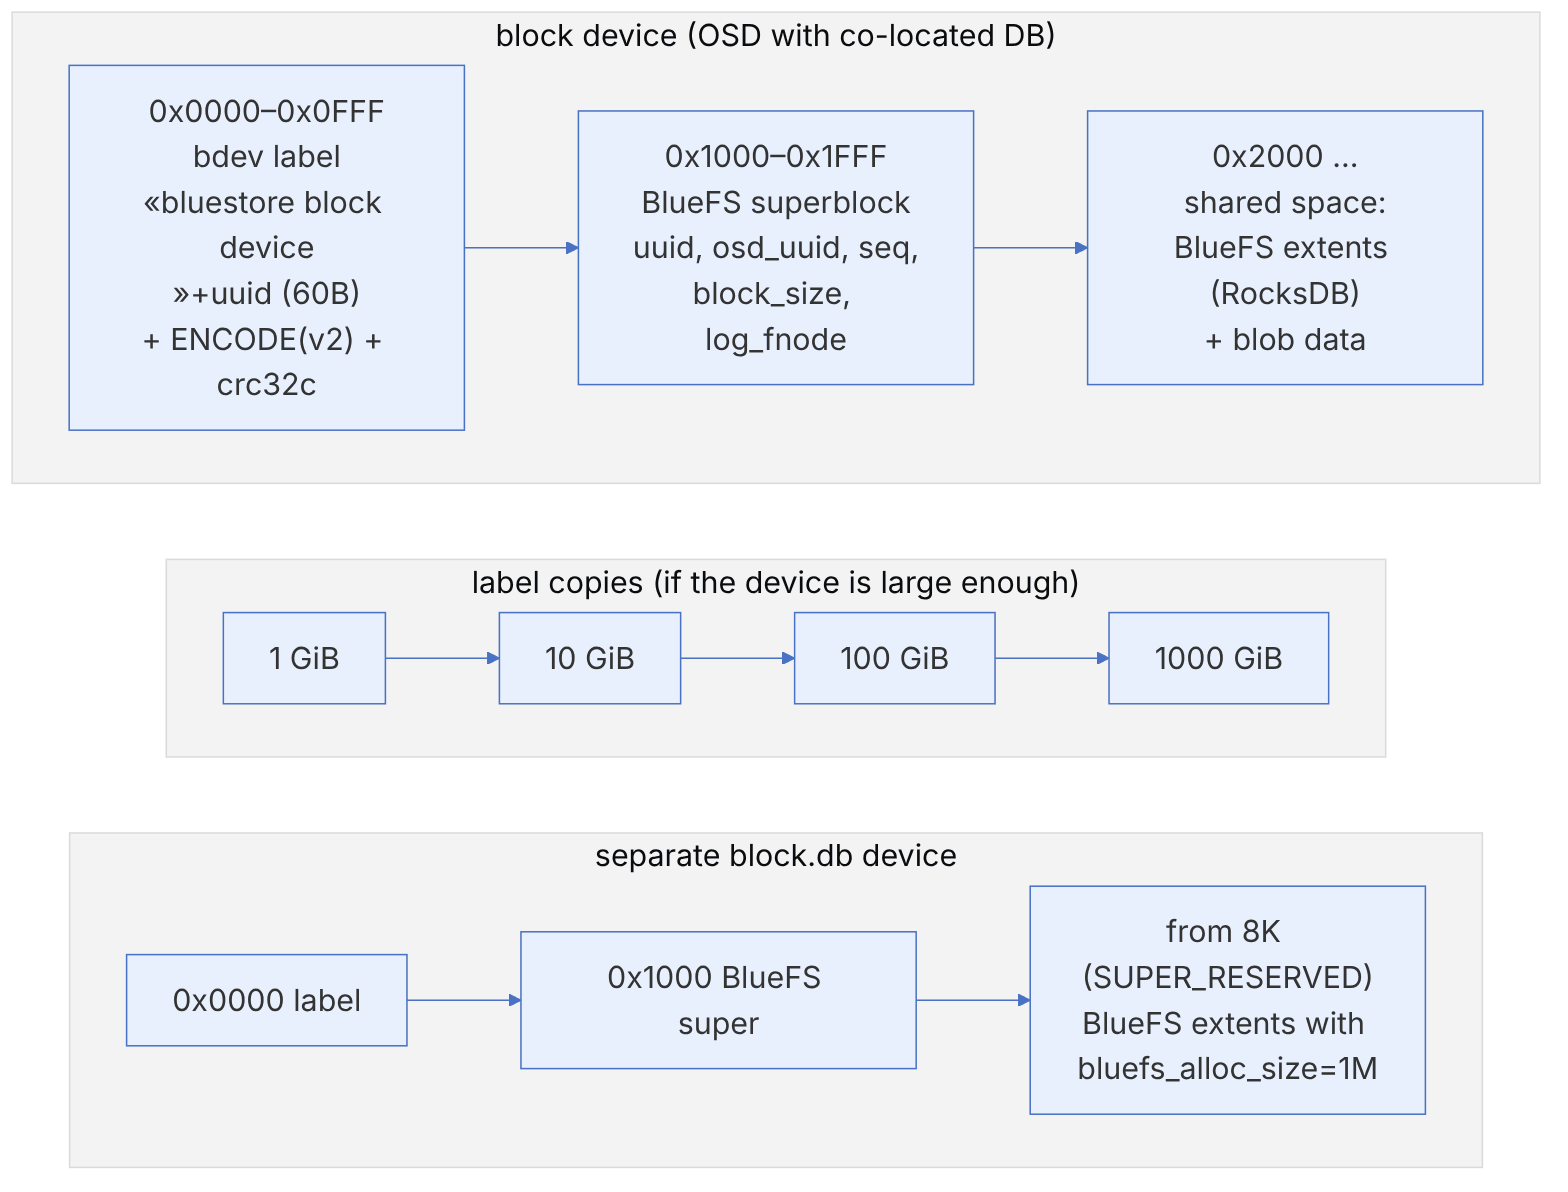 block device (OSD with co-located DB)
0x0000–0x0FFF
bdev label
«bluestore block
device
»+uuid (60B)
+ ENCODE(v2) +
crc32c
0x1000–0x1FFF
BlueFS superblock
uuid, osd_uuid, seq,
block_size,
log_fnode
0x2000 ...
shared space:
BlueFS extents
(RocksDB)
+ blob data
label copies (if the device is large enough)
1 GiB
10 GiB
100 GiB
1000 GiB
separate block.db device
0x0000 label
0x1000 BlueFS
super
from 8K
(SUPER_RESERVED)
BlueFS extents with
bluefs_alloc_size=1M